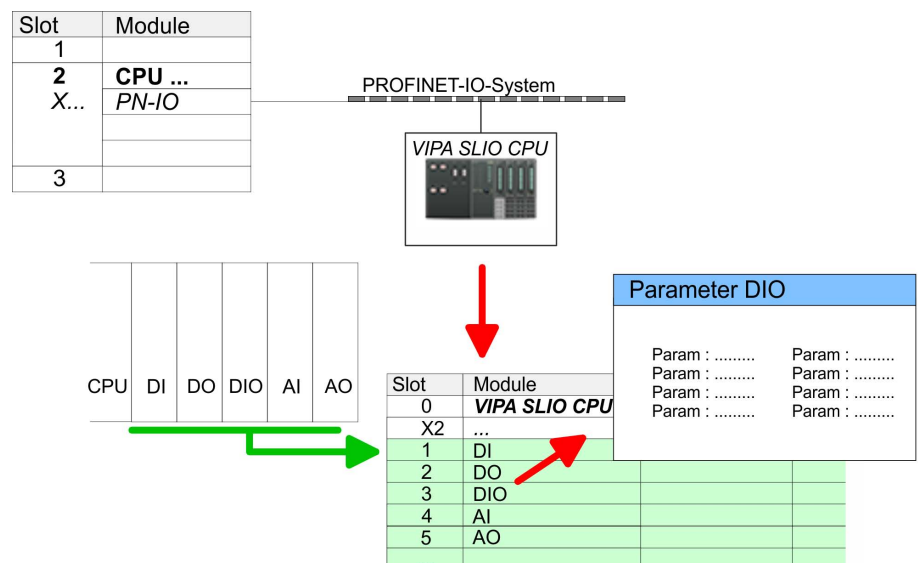 Slot Module
1
2 CPU ...
X... PN-IO
3
PROFINET-IO-System
VIPA SLIO CPU
CPU DI DO DIO AI AO
Parameter DIO
Param : ......... Param : .........
Param : ......... Param : .........
Param : ......... Param : .........
Param : ......... Param : .........
Slot Module
0 VIPA SLIO CPU
X2 ...
1 DI
2 DO
3 DIO
4 AI
5 AO